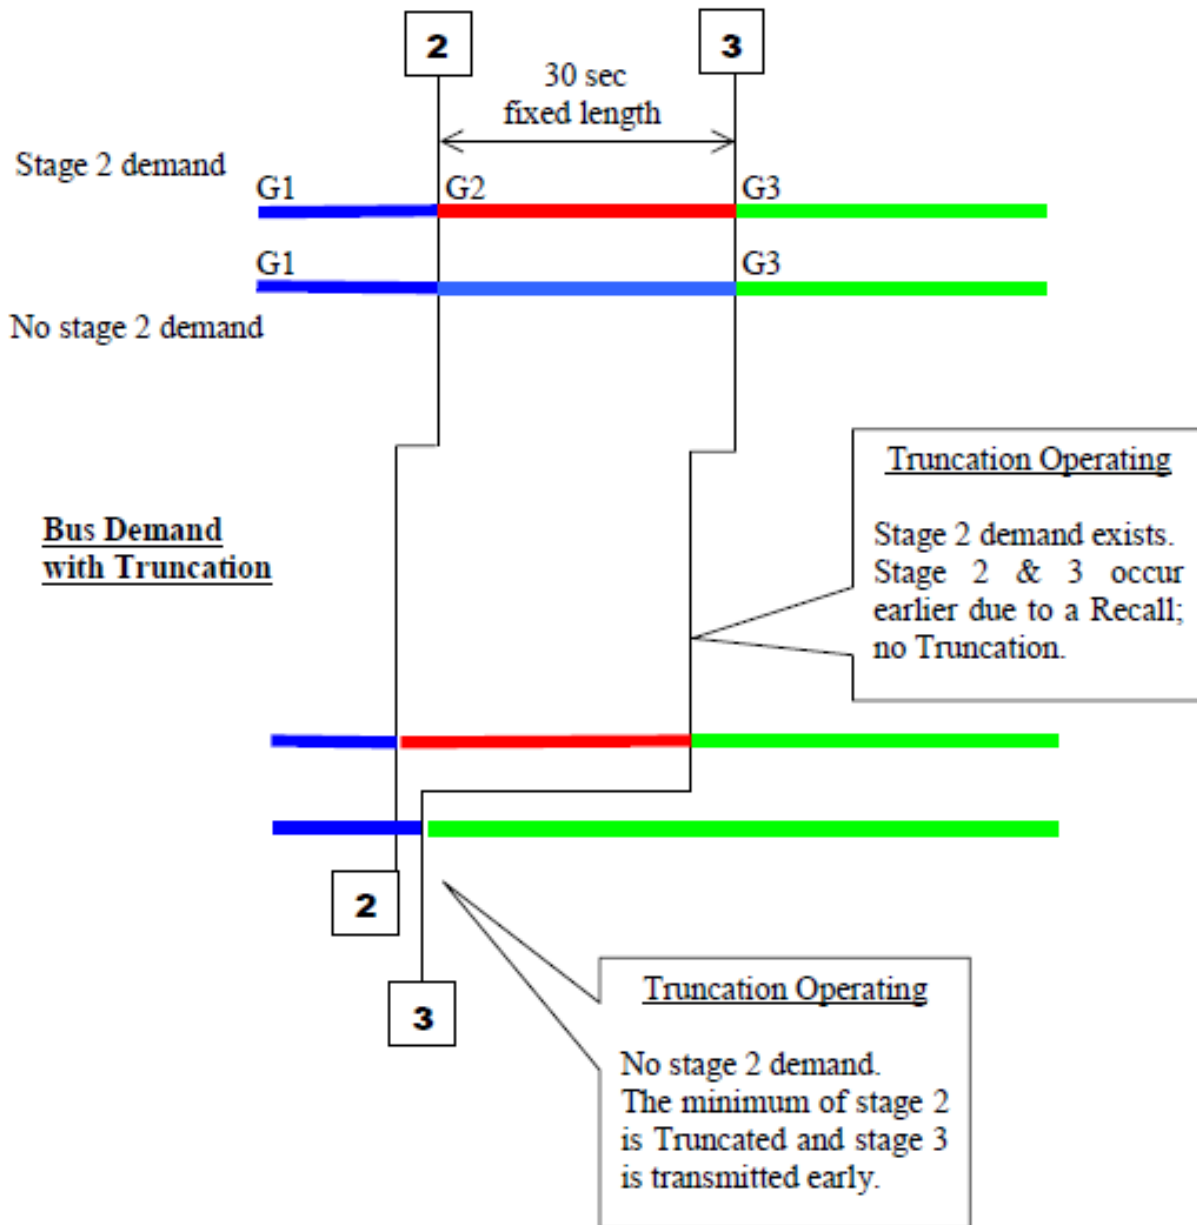 2
3
30 sec
fixed length
Stage 2 demand
G1
G2
G3
G1
G3
No stage 2 demand
Truncation Operating
Stage 2 demand exists.
Stage 2 & 3 occur
earlier due to a Recall;
no Truncation.
Bus Demand
with Truncation
2
3
Truncation Operating
No stage 2 demand.
The minimum of stage 2
is Truncated and stage 3
is transmitted early.